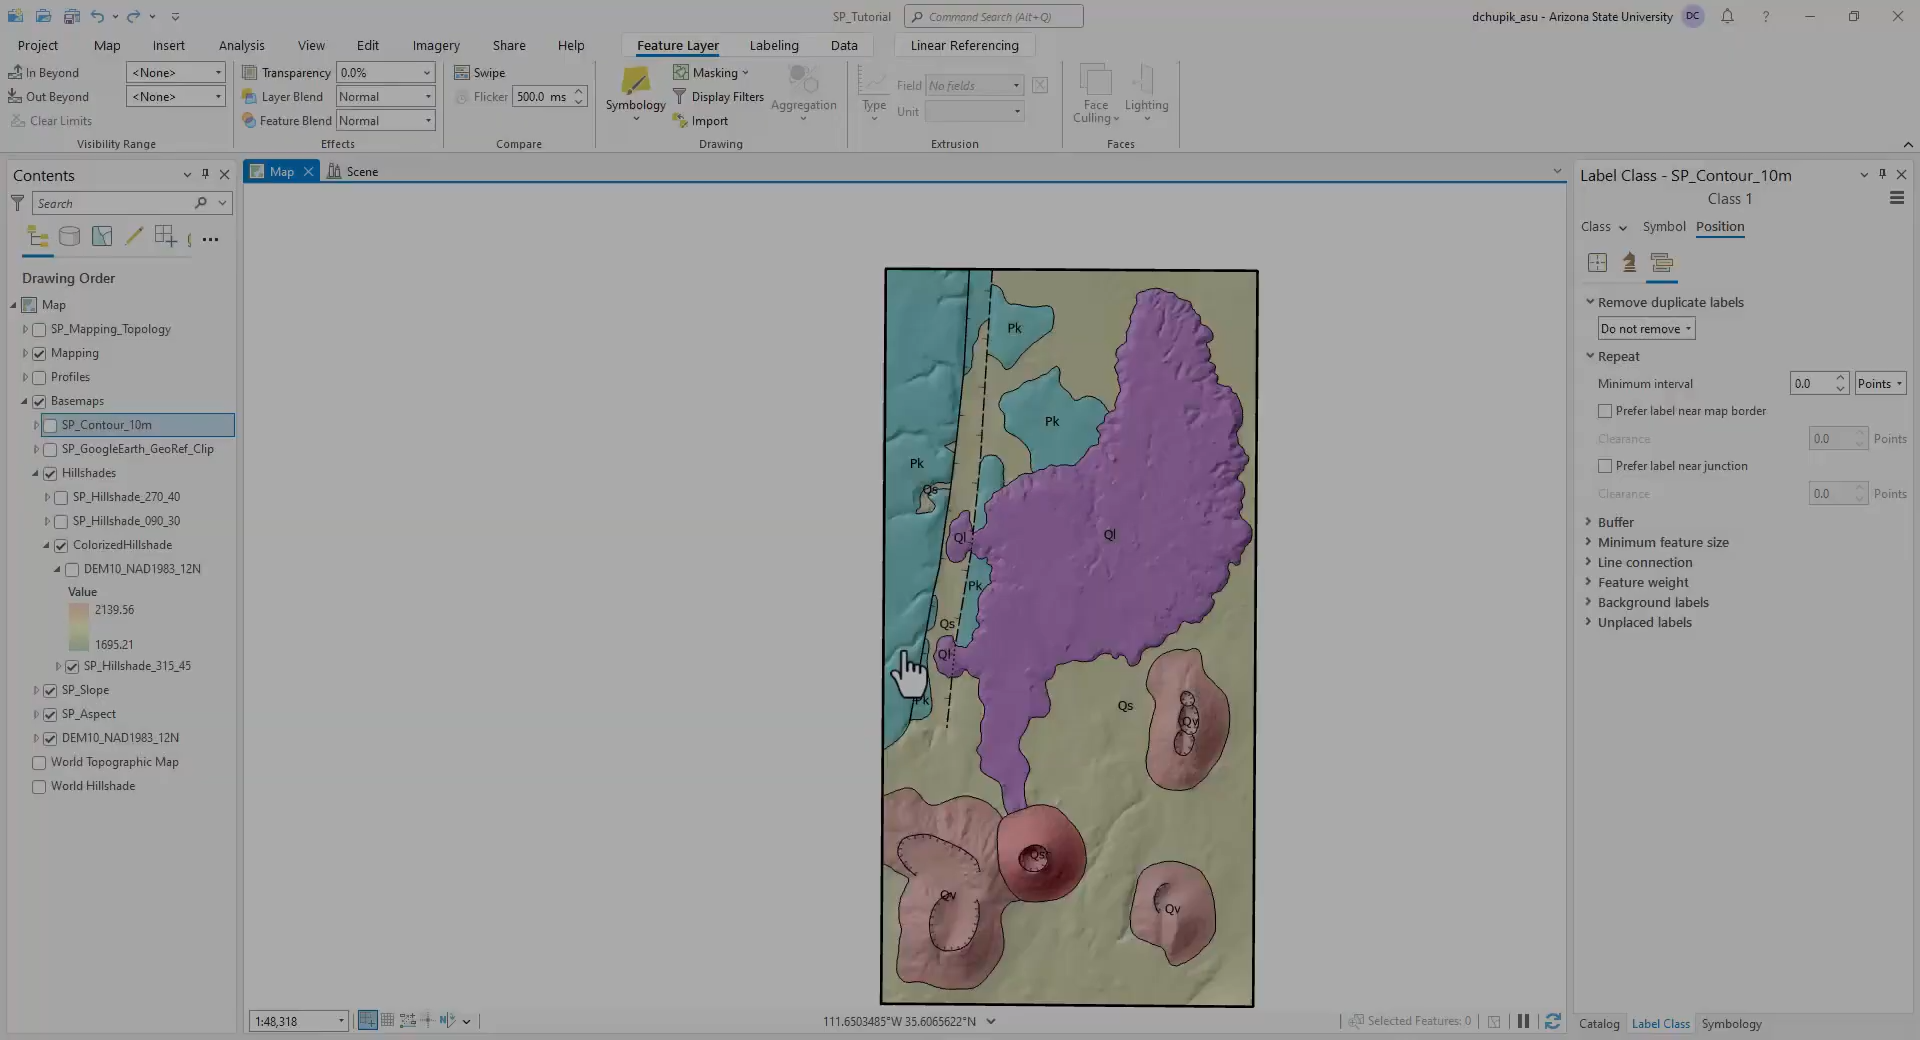 SP_Tutorial
Command Search (Alt+Q)
dchupik_asu - Arizona State University
DC
Project
Map
Insert
Analysis
View
Edit
Imagery
Share
Help
Feature Layer
Labeling
Data
Linear Referencing
In Beyond
<None>
Out Beyond
<None>
Clear Limits
Visibility Range
Transparency
0.0%
Layer Blend
Normal
Feature Blend
Normal
Effects
Swipe
Flicker
500.0 ms
Compare
Symbology
Masking
Display Filters
Import
Aggregation
Drawing
Type
Field
No fields
Unit
Extrusion
Face
Culling
Lighting
Faces
Contents
Search
Drawing Order
Map
SP_Mapping_Topology
Mapping
Profiles
Basemaps
SP_Contour_10m
SP_GoogleEarth_GeoRef_Clip
Hillshades
SP_Hillshade_270_40
SP_Hillshade_090_30
ColorizedHillshade
DEM10_NAD1983_12N
Value
2139.56
1695.21
SP_Hillshade_315_45
SP_Slope
SP_Aspect
DEM10_NAD1983_12N
World Topographic Map
World Hillshade
Map
Scene
Pk
Pk
Pk
Qs
Ql
Ql
Pk
Qs
Ql
Pk
Qs
Qv
Qs
Qv
Qv
1:48,318
111.6503485°W 35.6065622°N
Selected Features: 0
Label Class - SP_Contour_10m
Class 1
Class
Symbol
Position
Remove duplicate labels
Do not remove
Repeat
Minimum interval
0.0
Points
Prefer label near map border
Clearance
0.0
Points
Prefer label near junction
Clearance
0.0
Points
Buffer
Minimum feature size
Line connection
Feature weight
Background labels
Unplaced labels
Catalog
Label Class
Symbology